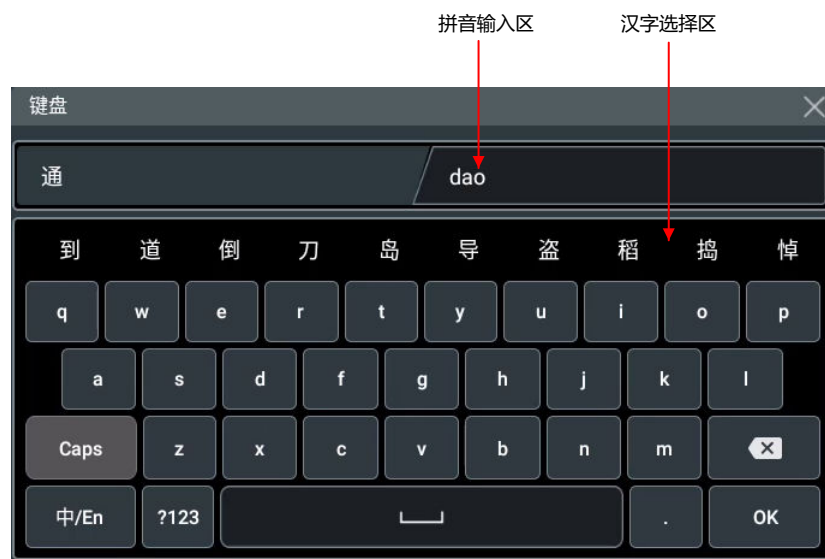 拼音输入区 汉字选择区
键盘
通 dao
到 道 倒 刀 岛 导 盗 稻 捣 悼
q w e r t y u i o p
a s d f g h j k l
Caps z x c v b n m
中/En ?123 . OK